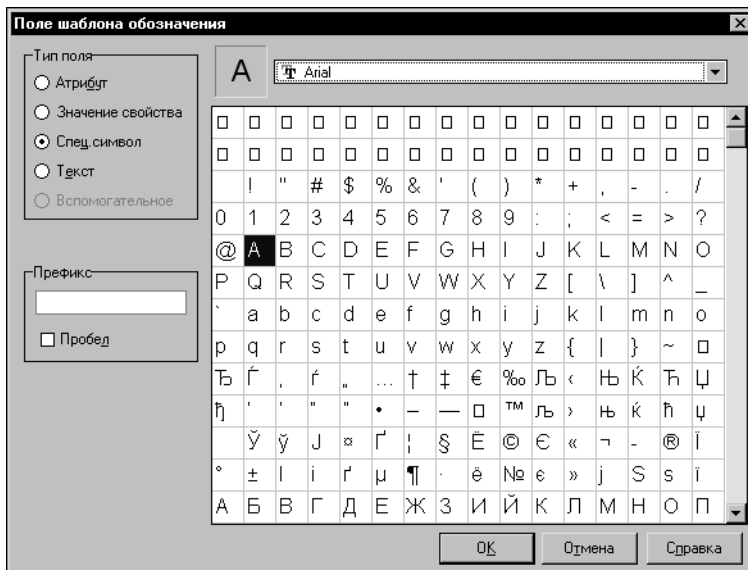 Поле шаблона обозначения
Тип поля
Атрибут
Значение свойства
Спец.символ
Текст
Вспомогательное
Префикс
Пробел
A
Arial
! " # $ % & ' ( ) * + , - . /
0 1 2 3 4 5 6 7 8 9 : ; < = > ?
@ A B C D E F G H I J K L M N O
P Q R S T U V W X Y Z [ \ ] ^ _
` a b c d e f g h i j k l m n o
p q r s t u v w x y z { | } ~
Ђ Ѓ ‚ ѓ „ … † ‡ € ‰ Љ ‹ Њ Ќ Ћ Џ
ђ ‘ ’ “ ” • – — ™ љ › њ ќ ћ џ
Ў ў Ј ¤ Ґ ¦ § Ё © Є « ¬ - ® Ї
° ± І і ґ µ ¶ · ё № є » ј Ѕ ѕ ї
А Б В Г Д Е Ж З И Й К Л М Н О П
OK
Отмена
Справка